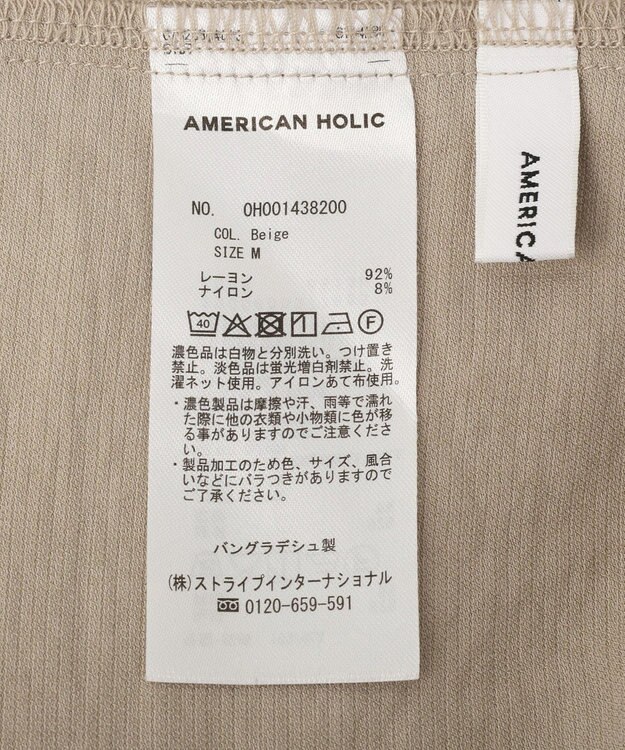 AMERICAN HOLIC
NO. 0H001438200
COL. Beige
SIZE M
レーヨン 92%
ナイロン 8%
40 F
濃色品は白物と分別洗い。つけ置き
禁止。淡色品は蛍光増白剤禁止。洗
濯ネット使用。アイロンあて布使用。
・濃色製品は摩擦や汗、雨等で濡れ
た際に他の衣類や小物類に色が移
る事がありますのでご注意くださ
い。
・製品加工のため色、サイズ、風合
いなどにバラつきがありますので
ご了承ください。
バングラデシュ製
(株)ストライプインターナショナル
0120-659-591
AMERICA